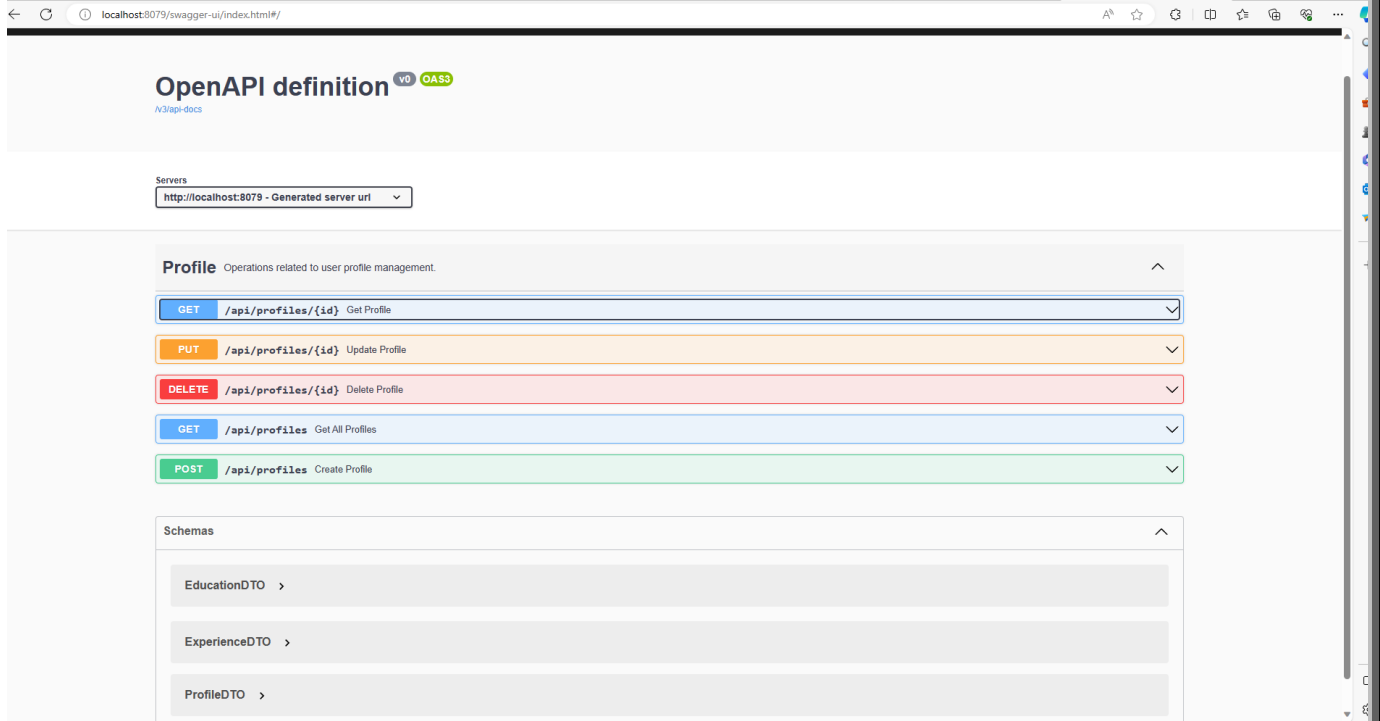 localhost:8079/swagger-ui/index.html#/
OpenAPI definition v0 OAS3
/v3/api-docs
Servers
http://localhost:8079 - Generated server url
Profile Operations related to user profile management.
GET /api/profiles/{id} Get Profile
PUT /api/profiles/{id} Update Profile
DELETE /api/profiles/{id} Delete Profile
GET /api/profiles Get All Profiles
POST /api/profiles Create Profile
Schemas
EducationDTO
ExperienceDTO
ProfileDTO